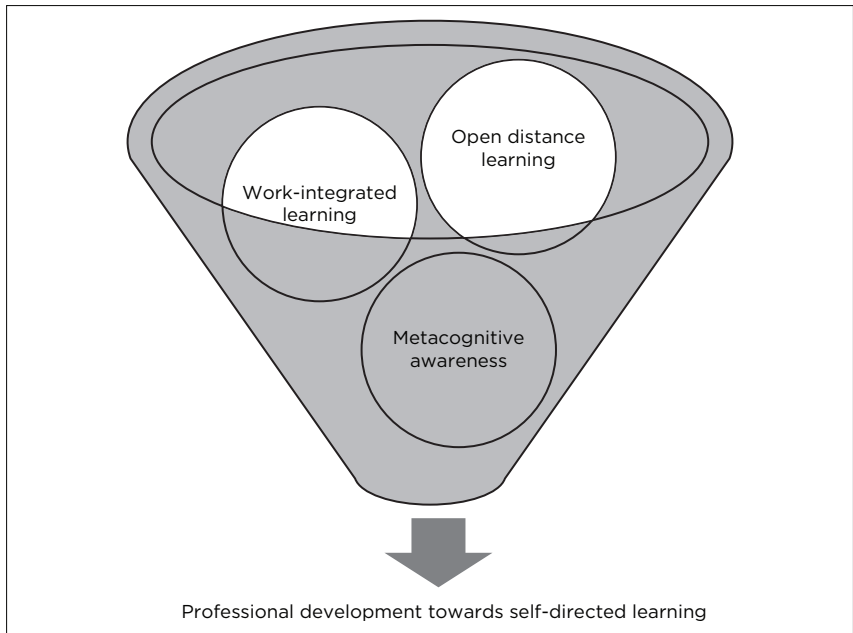 Open distance
learning
Work-integrated
learning
Metacognitive
awareness
Professional development towards self-directed learning